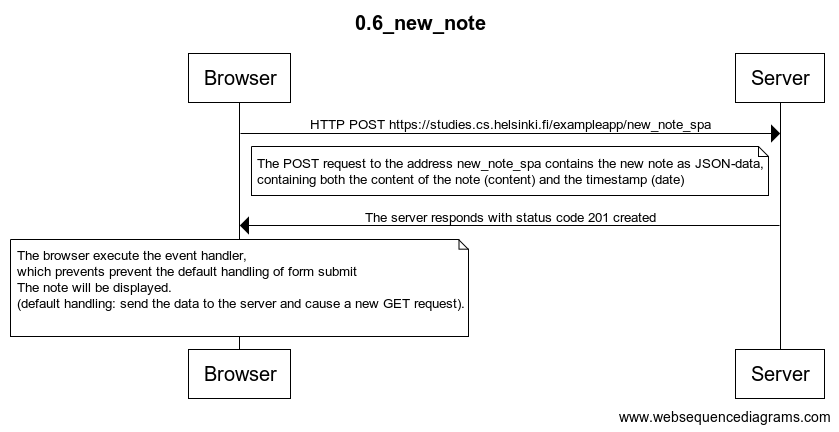 0.6_new_note
Browser
Server
HTTP POST https://studies.cs.helsinki.fi/exampleapp/new_note_spa
The POST request to the address new_note_spa contains the new note as JSON-data,
containing both the content of the note (content) and the timestamp (date)
The server responds with status code 201 created
The browser execute the event handler,
which prevents prevent the default handling of form submit
The note will be displayed.
(default handling: send the data to the server and cause a new GET request).
Browser
Server
www.websequencediagrams.com